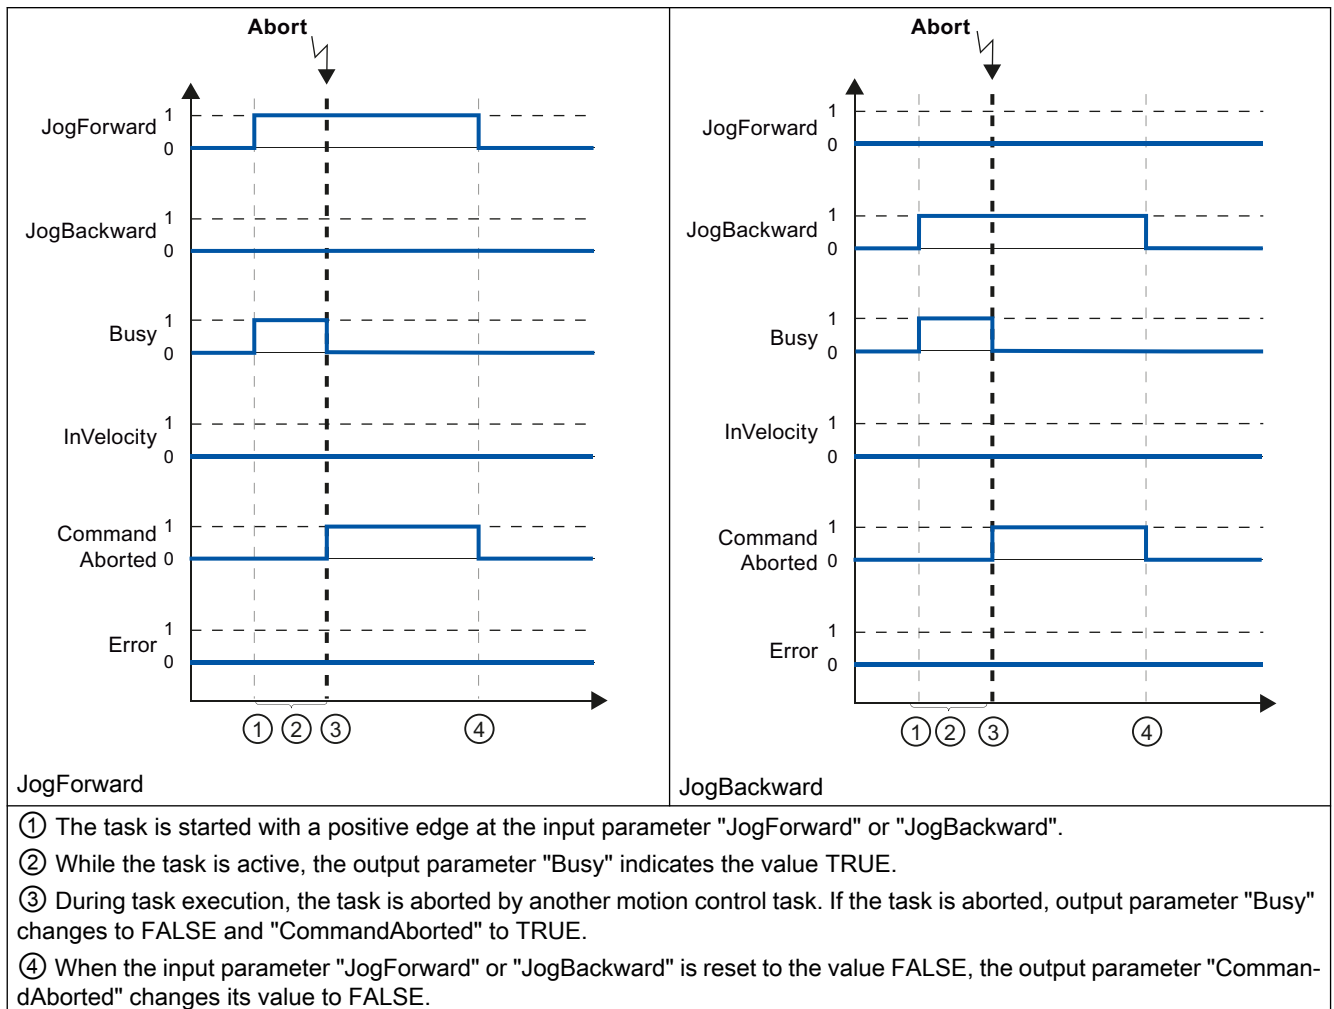 Abort
JogForward 1
0
JogBackward 1
0
Busy 1
0
InVelocity 1
0
Command 1
Aborted 0
Error 1
0
① ② ③ ④
JogForward
Abort
JogForward 1
0
JogBackward 1
0
Busy 1
0
InVelocity 1
0
Command 1
Aborted 0
Error 1
0
① ② ③ ④
JogBackward
① The task is started with a positive edge at the input parameter "JogForward" or "JogBackward".
② While the task is active, the output parameter "Busy" indicates the value TRUE.
③ During task execution, the task is aborted by another motion control task. If the task is aborted, output parameter "Busy"
changes to FALSE and "CommandAborted" to TRUE.
④ When the input parameter "JogForward" or "JogBackward" is reset to the value FALSE, the output parameter "Comman-
dAborted" changes its value to FALSE.